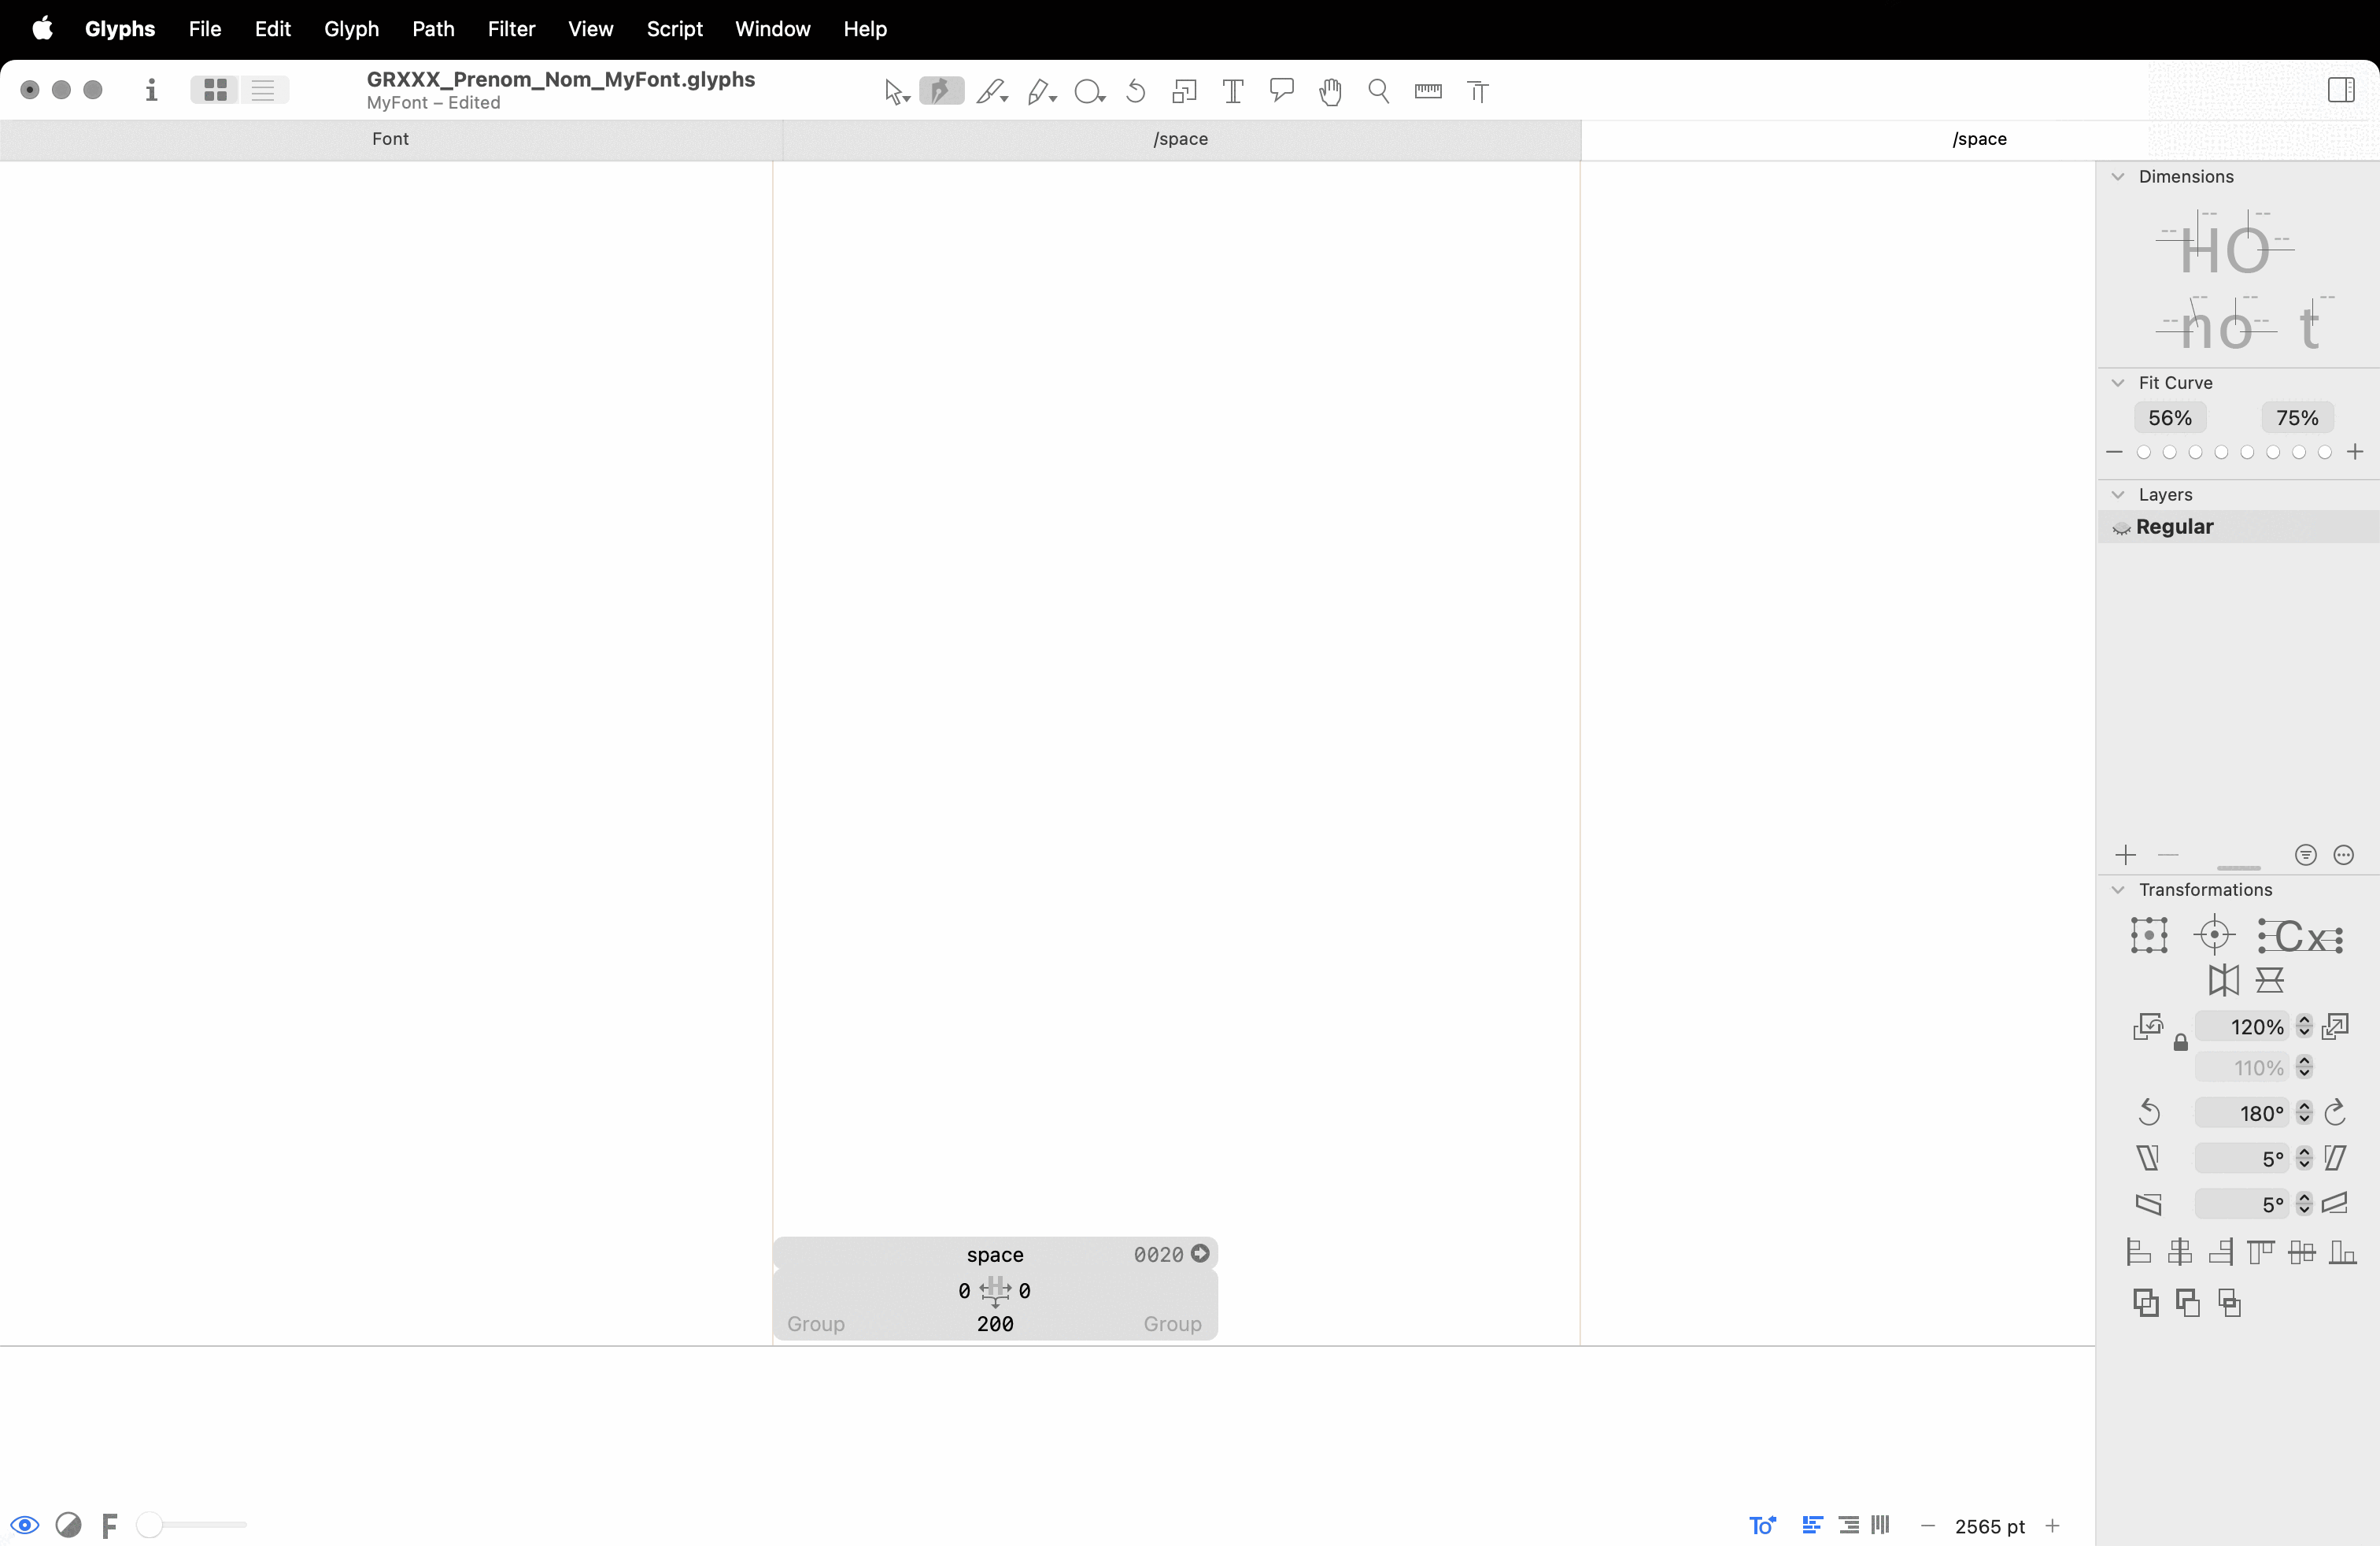 Glyphs File Edit Glyph Path Filter View Script Window Help
GRXXX_Prenom_Nom_MyFont.glyphs
MyFont – Edited
Font /space /space
Dimensions
HO
no t
Fit Curve
56% 75%
Layers
Regular
Transformations
Cx
120%
110%
180°
5°
5°
space 0020
0 H 0
Group 200 Group
F To 2565 pt